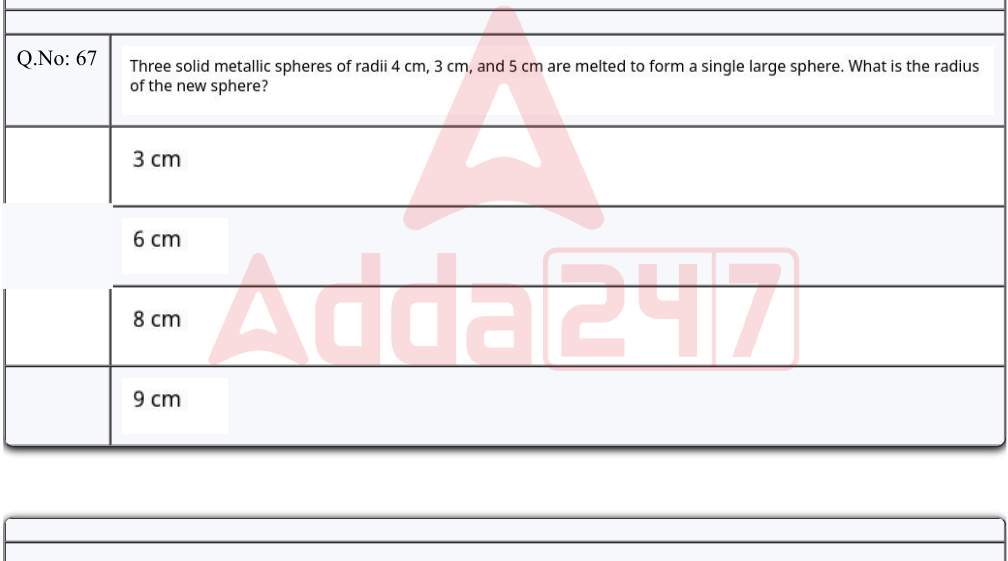 Q.No: 67
Three solid metallic spheres of radii 4 cm, 3 cm, and 5 cm are melted to form a single large sphere. What is the radius
of the new sphere?
3 cm
6 cm
8 cm
9 cm
Adda247